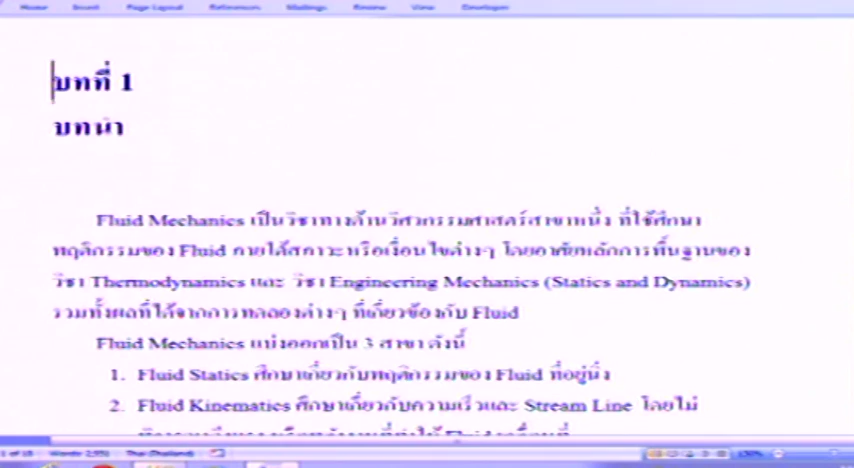 Home Insert Page Layout References Mailings Review View Developer
บทที่ 1
บทนำ
Fluid Mechanics เป็นวิชาทางด้านวิศวกรรมศาสตร์สาขาหนึ่ง ที่ใช้ศึกษา
พฤติกรรมของ Fluid ภายใต้สภาวะหรือเงื่อนไขต่างๆ โดยอาศัยหลักการพื้นฐานของ
วิชา Thermodynamics และ วิชา Engineering Mechanics (Statics and Dynamics)
รวมทั้งผลที่ได้จากการทดลองต่างๆ ที่เกี่ยวข้องกับ Fluid
Fluid Mechanics แบ่งออกเป็น 3 สาขา ดังนี้
1. Fluid Statics ศึกษาเกี่ยวกับพฤติกรรมของ Fluid ที่อยู่นิ่ง
2. Fluid Kinematics ศึกษาเกี่ยวกับความเร็วและ Stream Line โดยไม่
Thai (Thailand) 150%